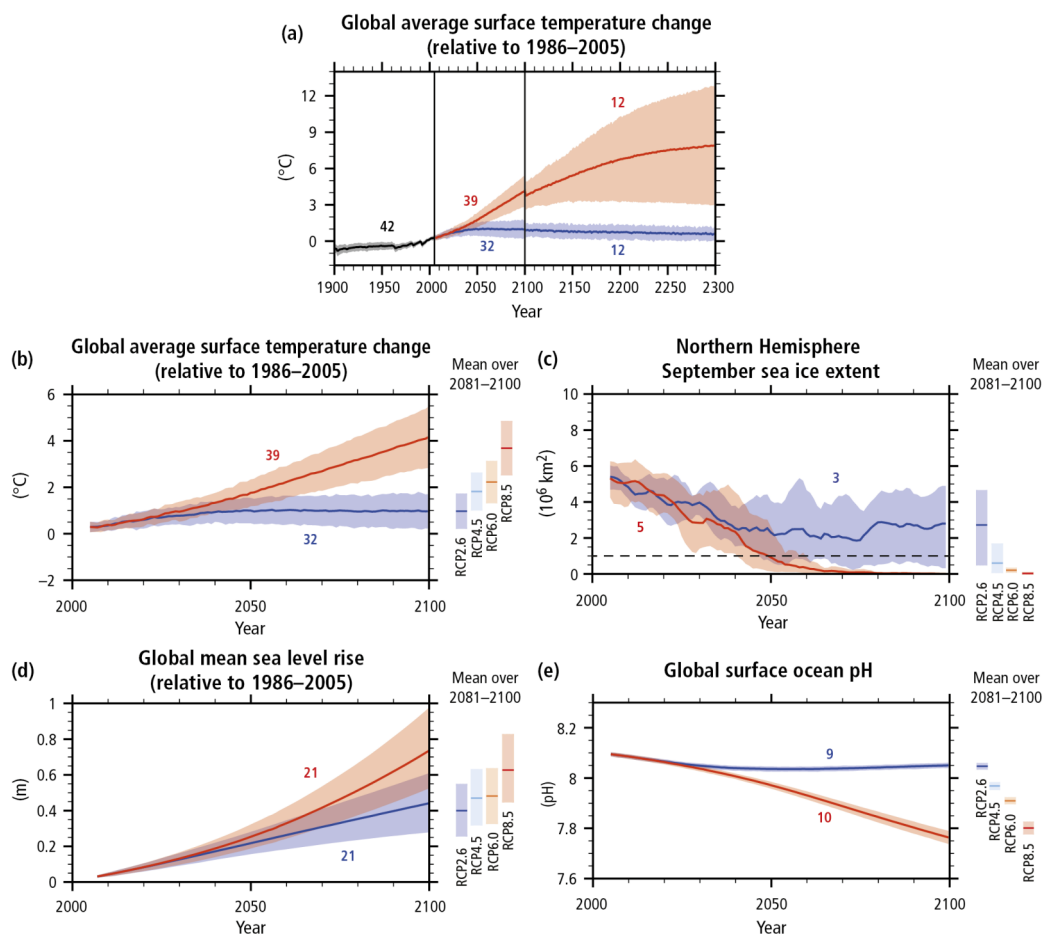 (a)
Global average surface temperature change
(relative to 1986–2005)
12
9
6
3
0
(°C)
42
39
32
12
12
1900 1950 2000 2050 2100 2150 2200 2250 2300
Year
(b)
Global average surface temperature change
(relative to 1986–2005)
Mean over
2081–2100
6
4
2
0
−2
(°C)
39
32
2000 2050 2100
Year
RCP2.6
RCP4.5
RCP6.0
RCP8.5
(c)
Northern Hemisphere
September sea ice extent
Mean over
2081–2100
10
8
6
4
2
0
(10⁶ km²)
3
5
2000 2050 2100
Year
RCP2.6
RCP4.5
RCP6.0
RCP8.5
(d)
Global mean sea level rise
(relative to 1986–2005)
Mean over
2081–2100
1
0.8
0.6
0.4
0.2
0
(m)
21
21
2000 2050 2100
Year
RCP2.6
RCP4.5
RCP6.0
RCP8.5
(e)
Global surface ocean pH
Mean over
2081–2100
8.2
8
7.8
7.6
(pH)
9
10
2000 2050 2100
Year
RCP2.6
RCP4.5
RCP6.0
RCP8.5